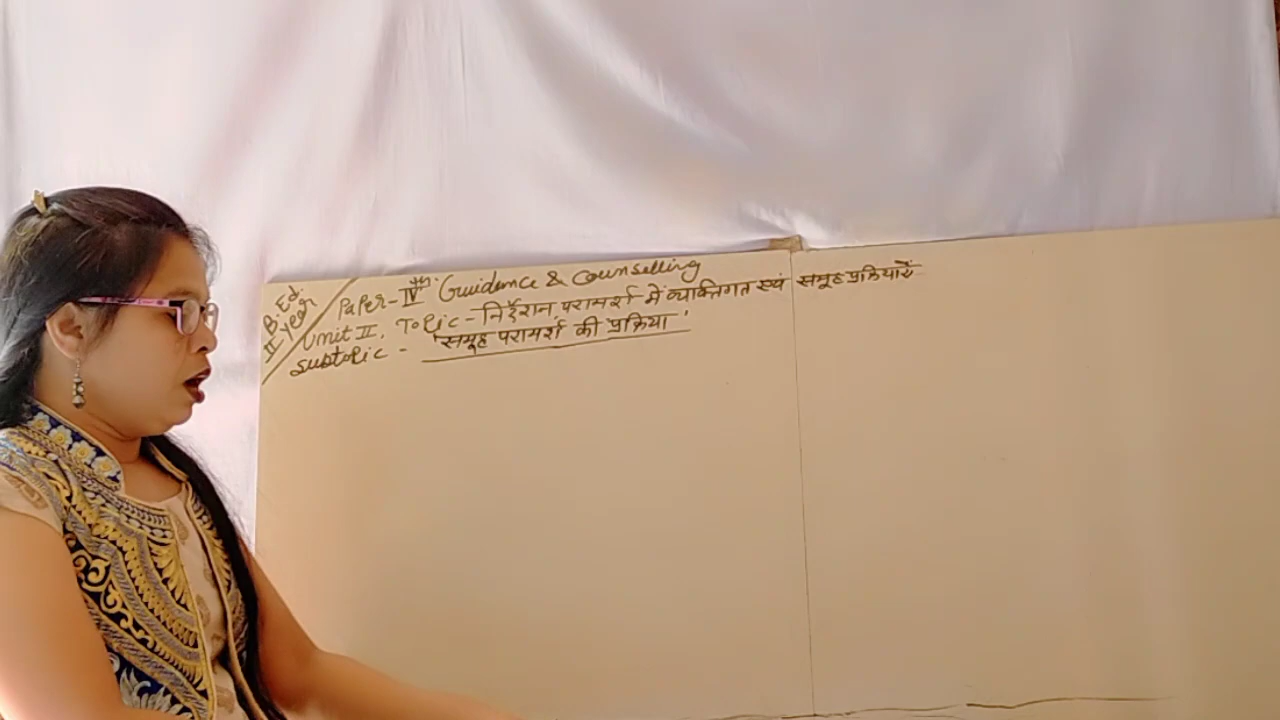 B.Ed.
II year
Paper-IVth. Guidence & Counselling
Unit II, Topic - निर्देशन, परामर्श में व्यक्तिगत एवं समूह प्रक्रियायें
Subtopic - 'समूह परामर्श की प्रक्रिया'